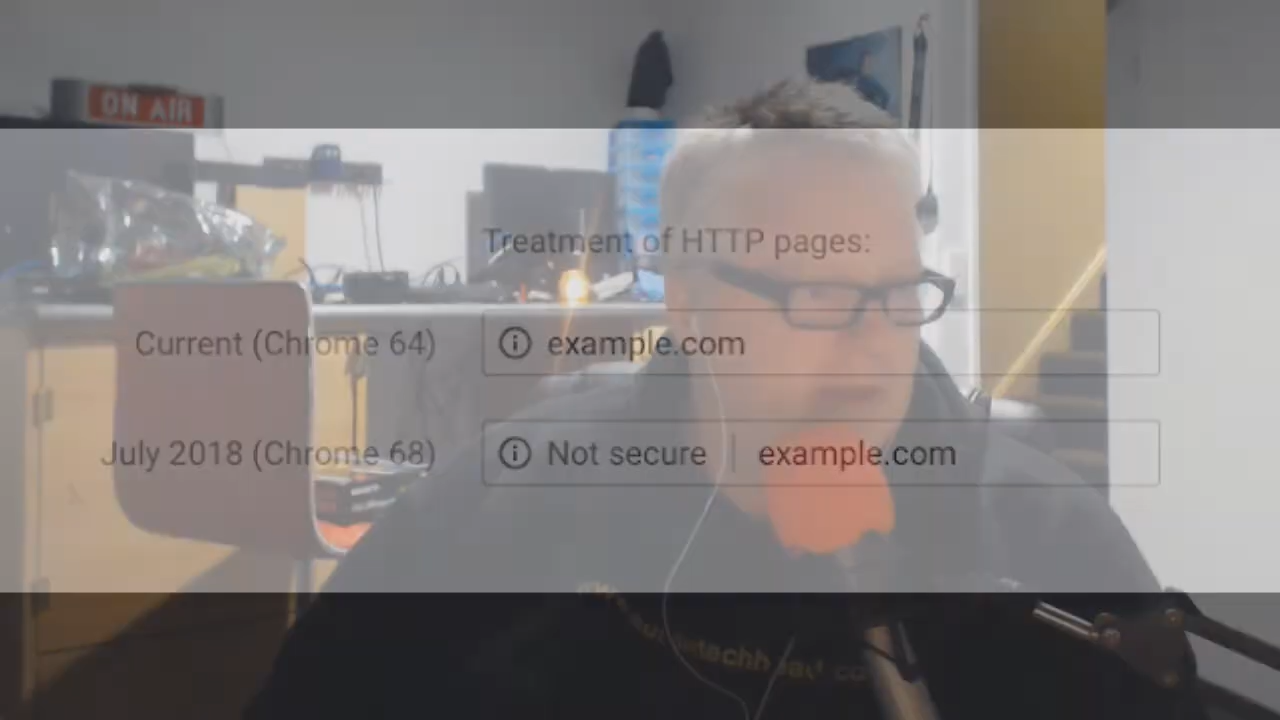 ON AIR
Treatment of HTTP pages:
Current (Chrome 64) example.com
July 2018 (Chrome 68) Not secure | example.com